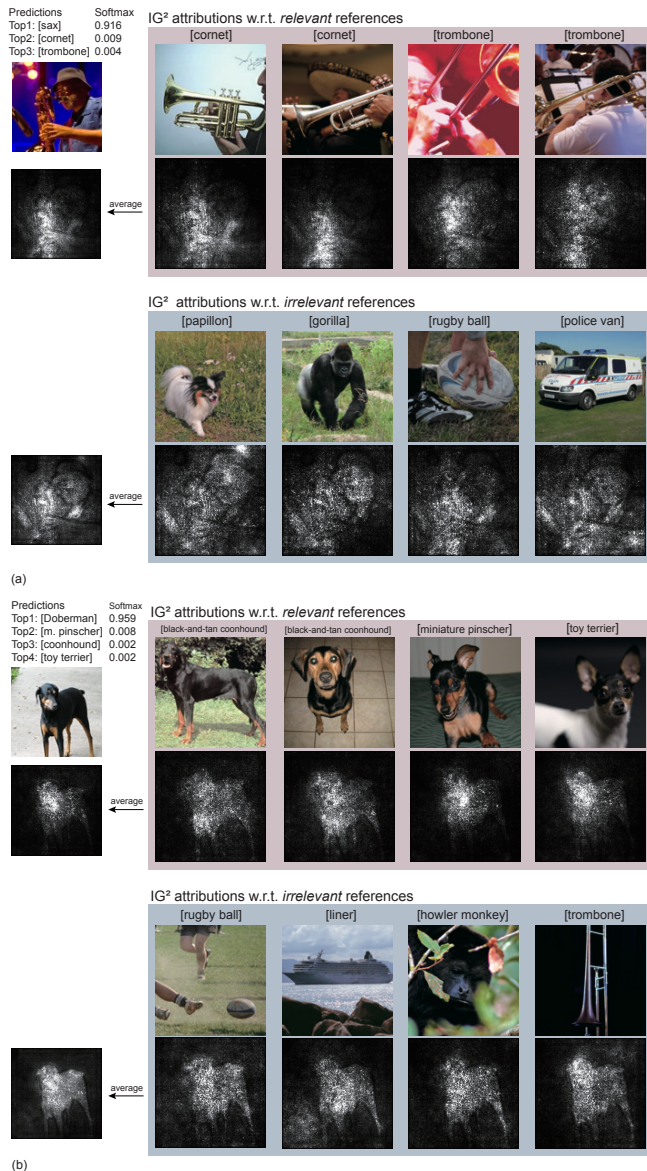 Predictions Softmax
Top1: [sax] 0.916
Top2: [cornet] 0.009
Top3: [trombone] 0.004
IG² attributions w.r.t. relevant references
[cornet] [cornet] [trombone] [trombone]
average
IG² attributions w.r.t. irrelevant references
[papillon] [gorilla] [rugby ball] [police van]
average
(a)
Predictions Softmax
Top1: [Doberman] 0.959
Top2: [m. pinscher] 0.008
Top3: [coonhound] 0.002
Top4: [toy terrier] 0.002
IG² attributions w.r.t. relevant references
[black-and-tan coonhound] [black-and-tan coonhound] [miniature pinscher] [toy terrier]
average
IG² attributions w.r.t. irrelevant references
[rugby ball] [liner] [howler monkey] [trombone]
average
(b)